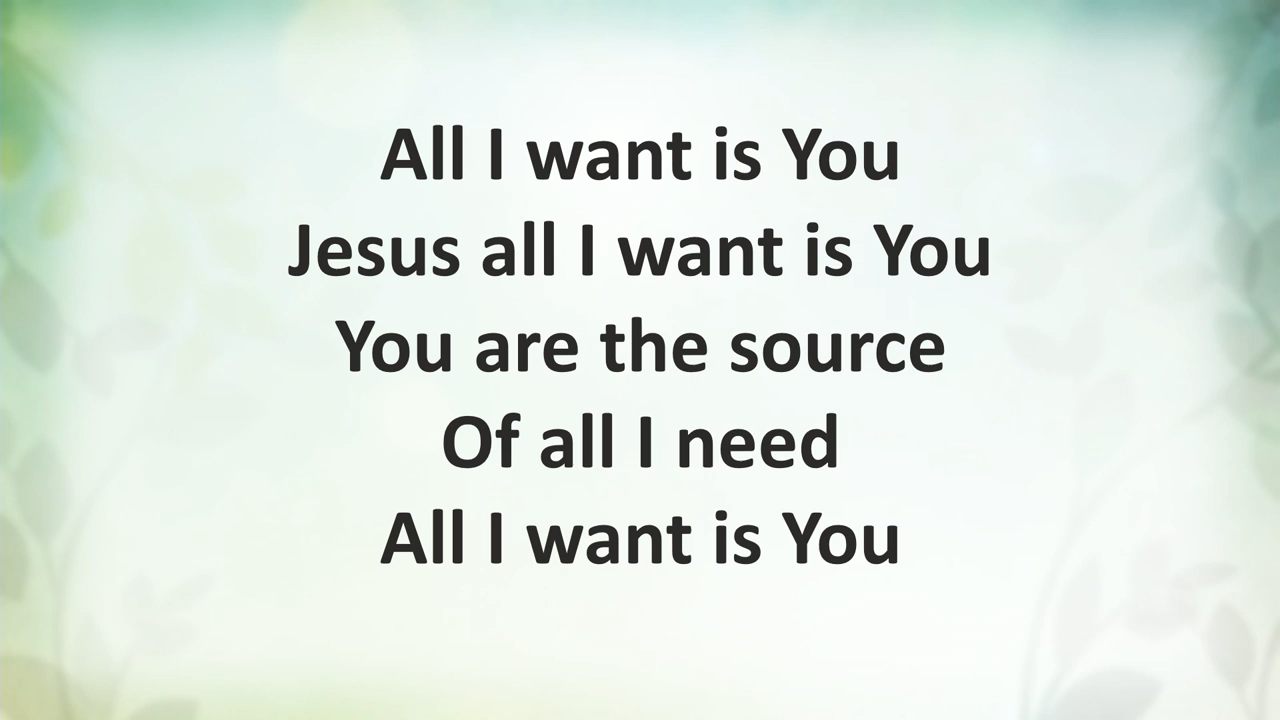 All I want is You
Jesus all I want is You
You are the source
Of all I need
All I want is You